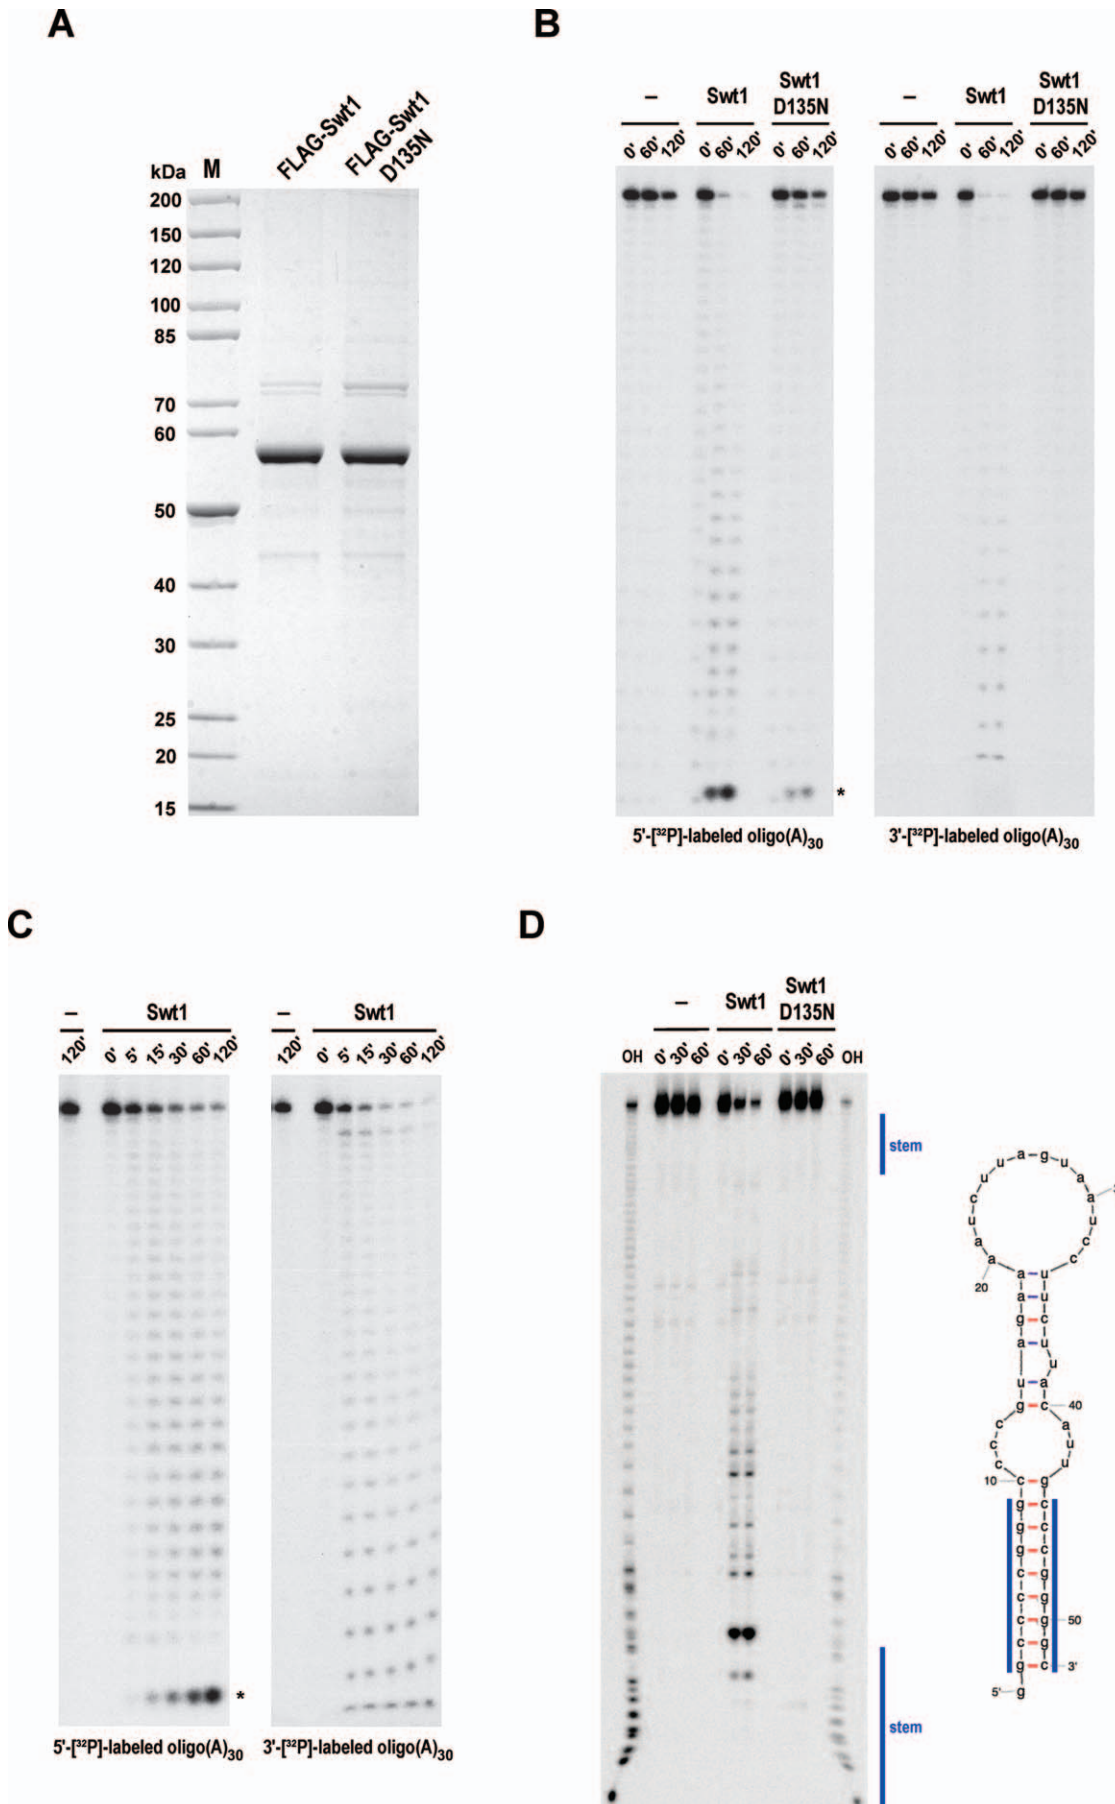 A
kDa M FLAG-Swt1 FLAG-Swt1 D135N
200
150
120
100
85
70
60
50
40
30
25
20
15
B
– Swt1 Swt1 D135N
0' 60' 120' 0' 60' 120' 0' 60' 120'
*
5'-[³²P]-labeled oligo(A)₃₀
– Swt1 Swt1 D135N
0' 60' 120' 0' 60' 120' 0' 60' 120'
3'-[³²P]-labeled oligo(A)₃₀
C
– Swt1
120' 0' 5' 15' 30' 60' 120'
*
5'-[³²P]-labeled oligo(A)₃₀
– Swt1
120' 0' 5' 15' 30' 60' 120'
3'-[³²P]-labeled oligo(A)₃₀
D
– Swt1 Swt1 D135N
OH 0' 30' 60' 0' 30' 60' 0' 30' 60' OH
stem
stem
20
40
10
50
5'
3'